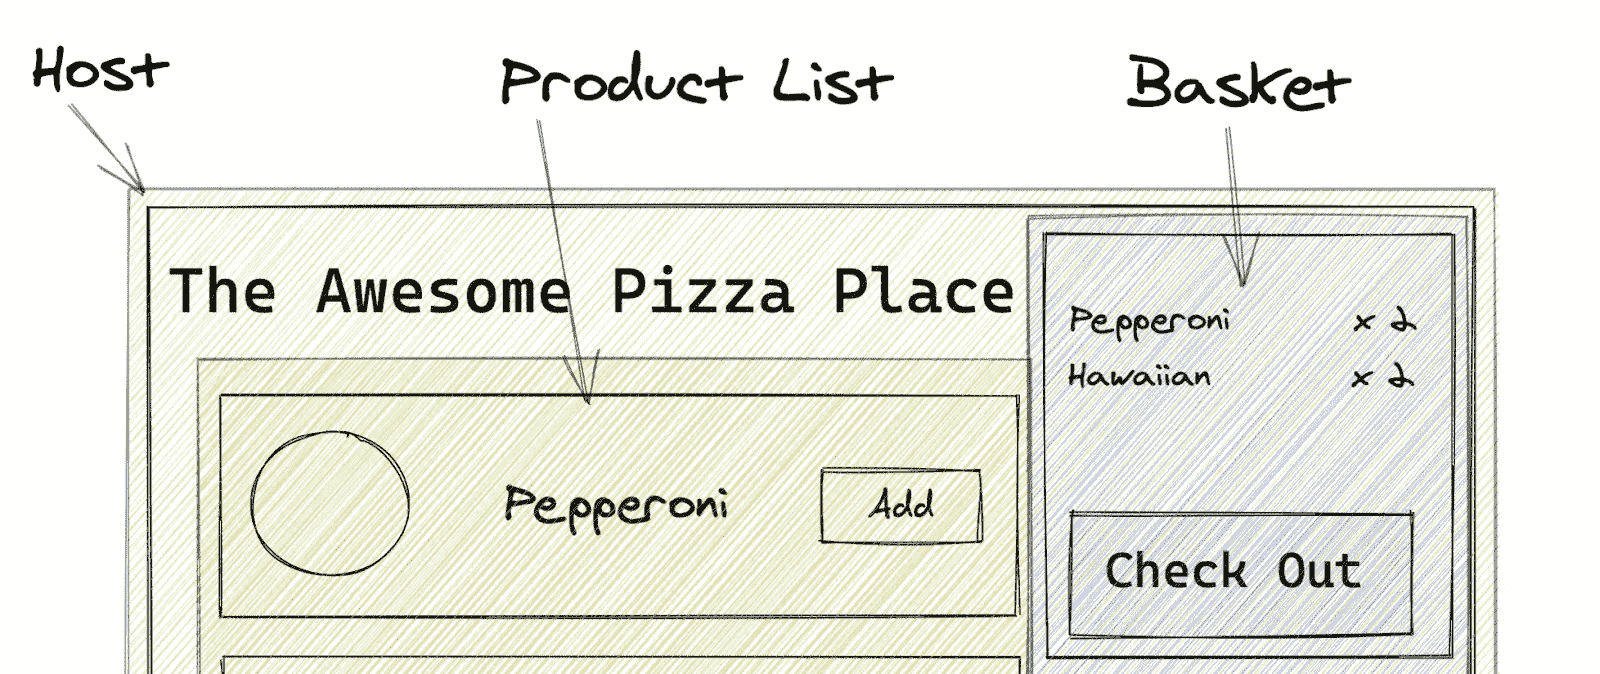 Host
Product List
Basket
The Awesome Pizza Place
Pepperoni x 2
Hawaiian x 2
Pepperoni
Add
Check Out